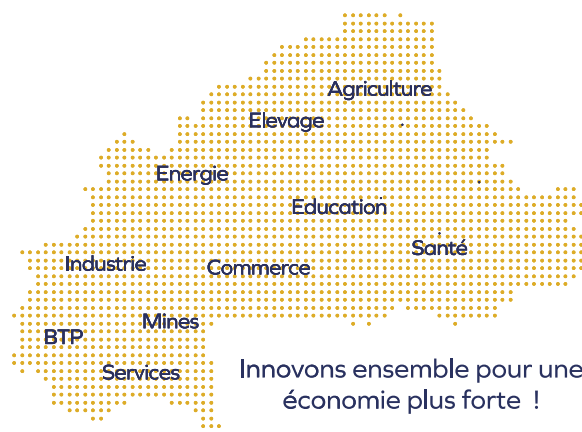 Agriculture
Elevage
Energie
Education
Santé
Industrie
Commerce
Mines
BTP
Services
Innovons ensemble pour une
économie plus forte !